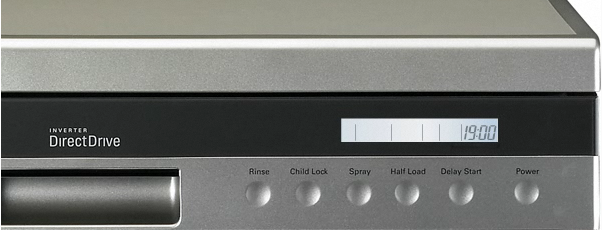 INVERTER
DirectDrive
19:00
Rinse Child Lock Spray Half Load Delay Start Power